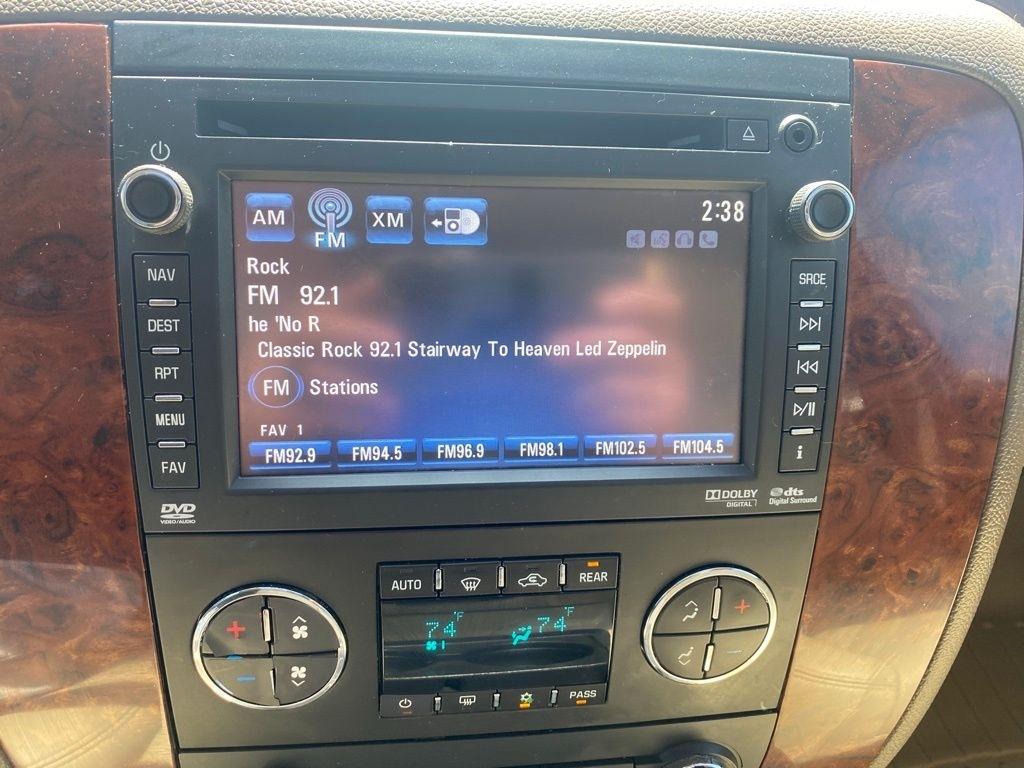 AM
FM
XM
2:38
NAV
DEST
RPT
MENU
FAV
Rock
FM 92.1
he 'No R
Classic Rock 92.1 Stairway To Heaven Led Zeppelin
FM Stations
FAV 1
FM92.9 FM94.5 FM96.9 FM98.1 FM102.5 FM104.5
SRCE
i
DVD
VIDEO/AUDIO
DOLBY
DIGITAL
dts
Digital Surround
AUTO
REAR
74°F
74°F
PASS